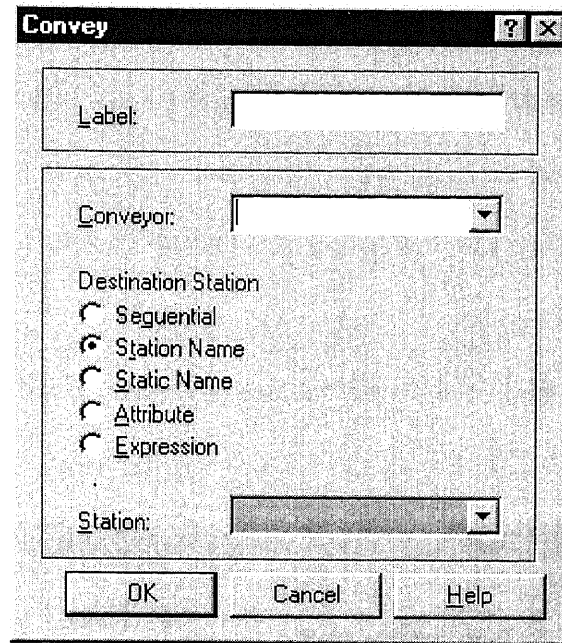 Convey
Label:
Conveyor:
Destination Station
Sequential
Station Name
Static Name
Attribute
Expression
Station:
OK Cancel Help